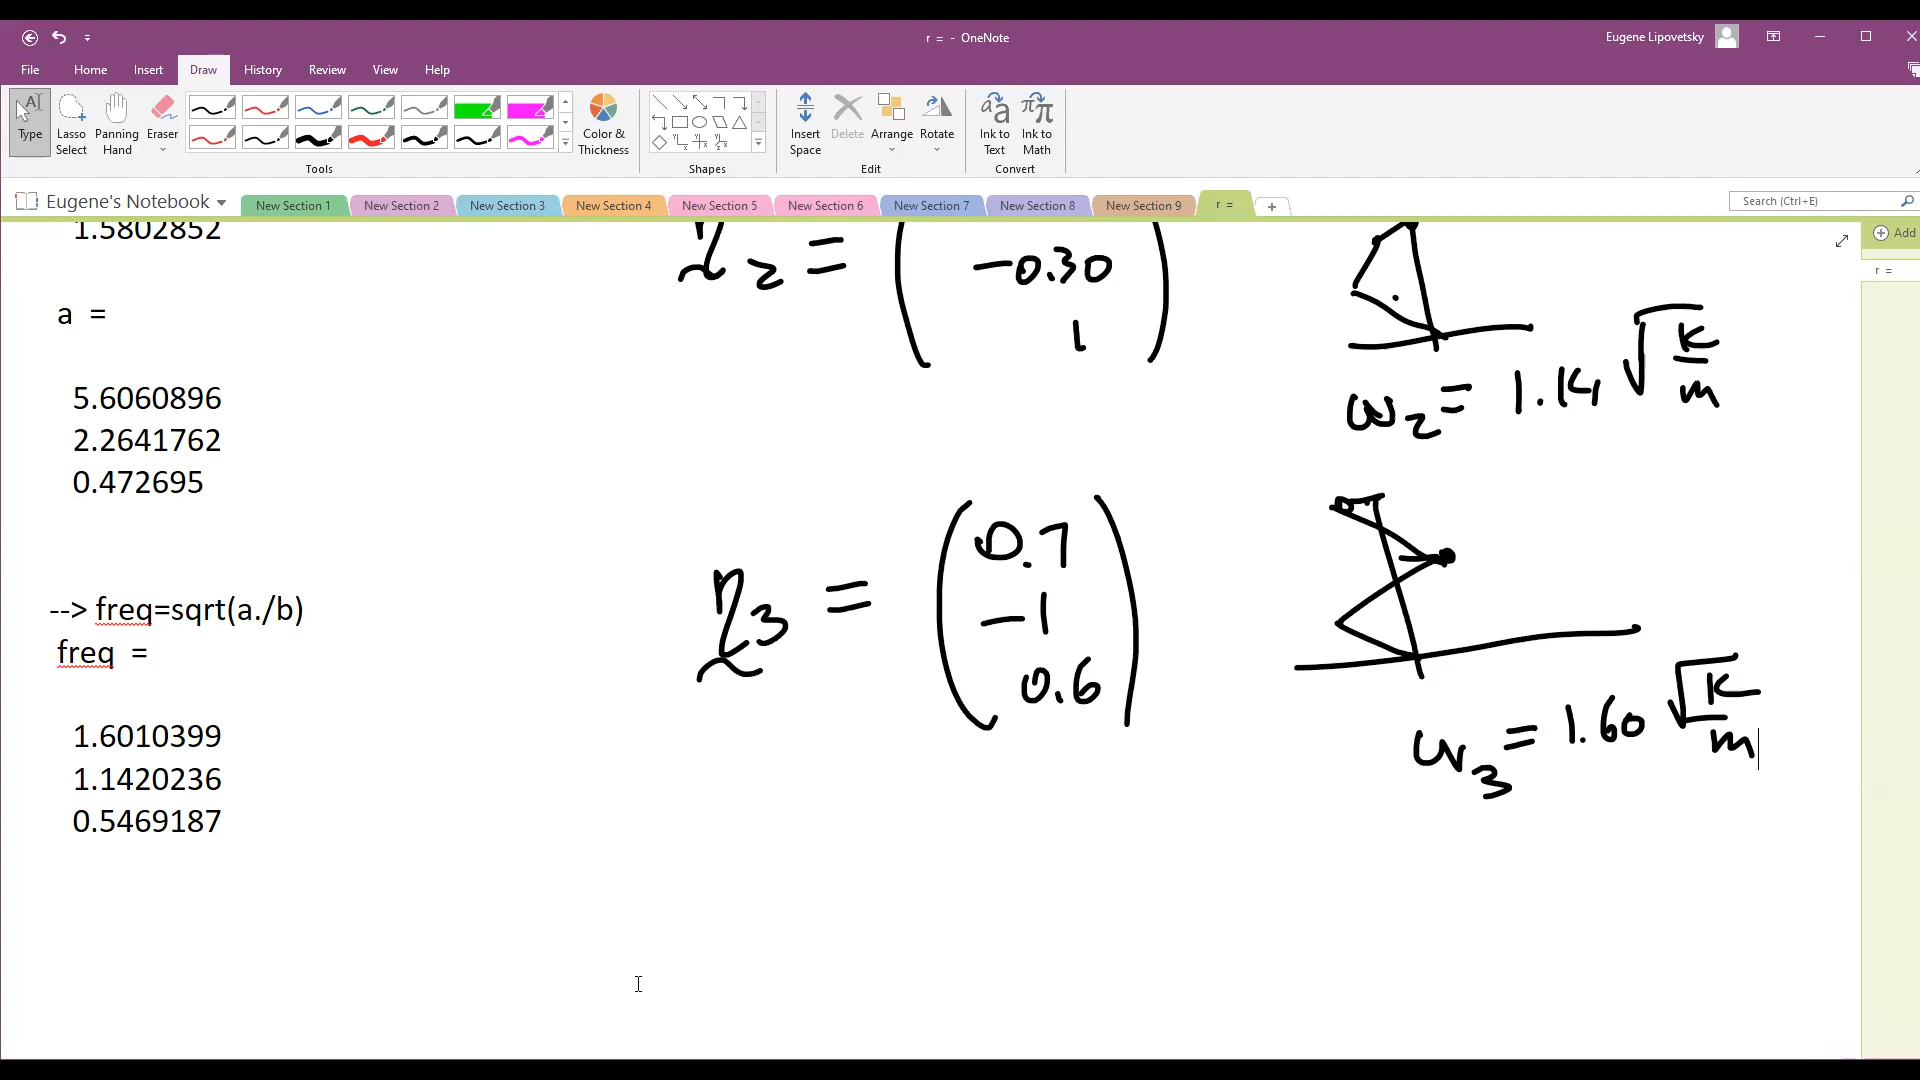 r = - OneNote
Eugene Lipovetsky
File Home Insert Draw History Review View Help
Type
Lasso Select
Panning Hand
Eraser
Color & Thickness
Insert Space
Delete
Arrange
Rotate
Ink to Text
Ink to Math
Tools
Shapes
Edit
Convert
Eugene's Notebook
New Section 1 New Section 2 New Section 3 New Section 4 New Section 5 New Section 6 New Section 7 New Section 8 New Section 9 r =
Search (Ctrl+E)
Add
r =
1.5802852
a =
5.6060896
2.2641762
0.472695
--> freq=sqrt(a./b)
freq =
1.6010399
1.1420236
0.5469187
2 =
-0.30
1
ω2 = 1.14 √ K
m
η3 =
0.7
-1
0.6
ω3 = 1.60 √ K
m